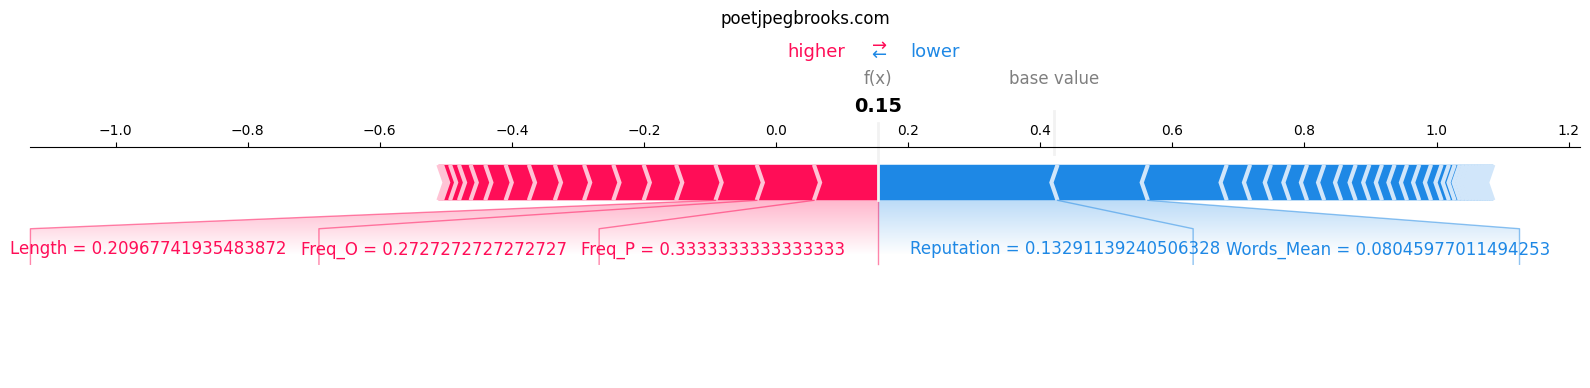 poetjpegbrooks.com
higher ⇄ lower
f(x) base value
0.15
−1.0 −0.8 −0.6 −0.4 −0.2 0.0 0.2 0.4 0.6 0.8 1.0 1.2
Length = 0.20967741935483872 Freq_O = 0.2727272727272727 Freq_P = 0.3333333333333333 Reputation = 0.13291139240506328 Words_Mean = 0.08045977011494253